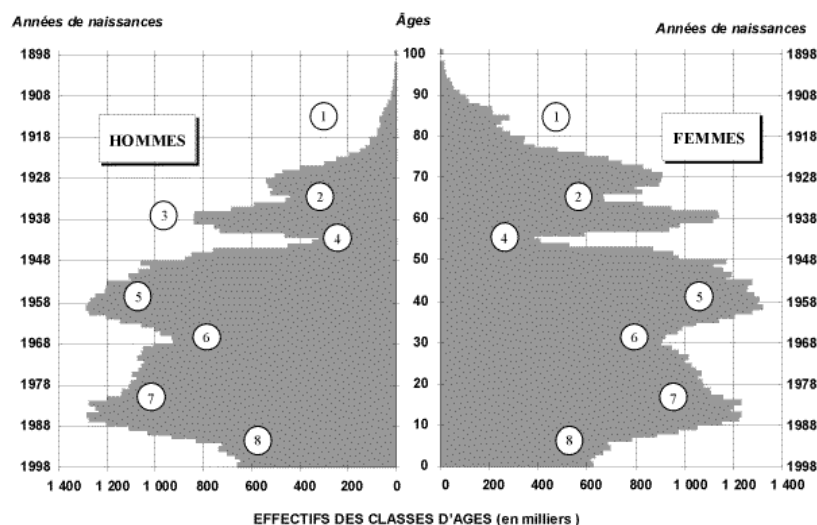 Années de naissances Âges Années de naissances
1898 100 1898
1908 90 1908
1 1
HOMMES FEMMES
1918 80 1918
1928 70 1928
2 2
3
1938 60 1938
4 4
1948 50 1948
5 5
1958 40 1958
6 6
1968 30 1968
1978 20 1978
7 7
1988 10 1988
8 8
1998 0 1998
1 400 1 200 1 000 800 600 400 200 0 0 200 400 600 800 1 000 1 200 1 400
EFFECTIFS DES CLASSES D'AGES (en milliers )